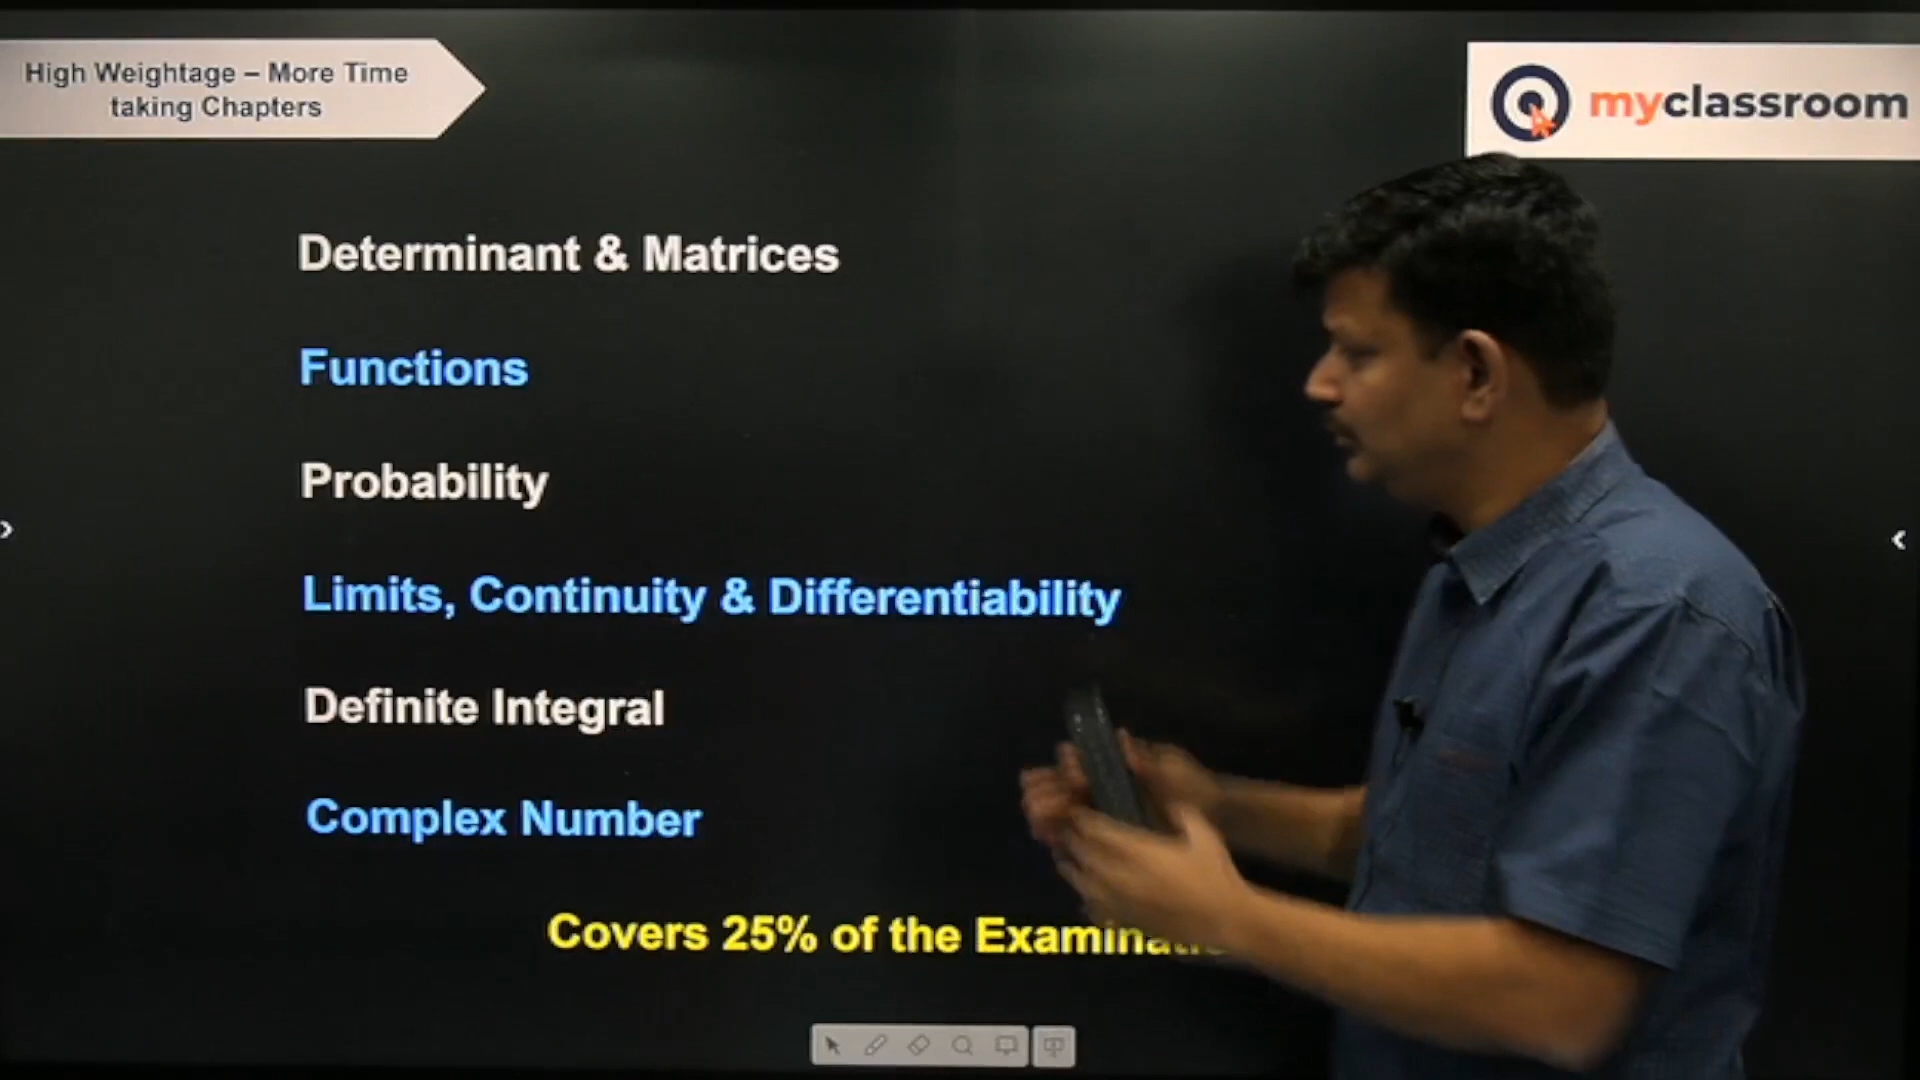 High Weightage – More Time
taking Chapters
myclassroom
Determinant & Matrices
Functions
Probability
Limits, Continuity & Differentiability
Definite Integral
Complex Number
Covers 25% of the